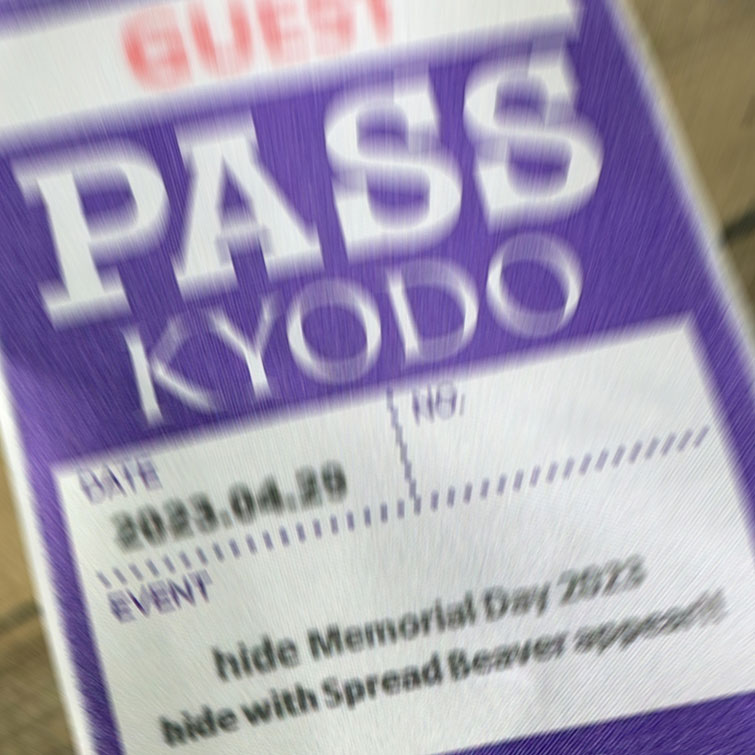 GUEST
PASS
KYODO
DATE
NO.
2023.04.29
EVENT
hide Memorial Day 2023
hide with Spread Beaver appear!!